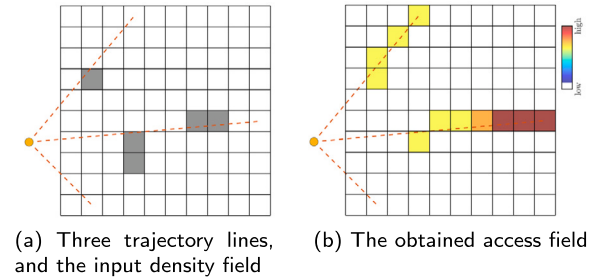 high
low
(a) Three trajectory lines,
and the input density field
(b) The obtained access field